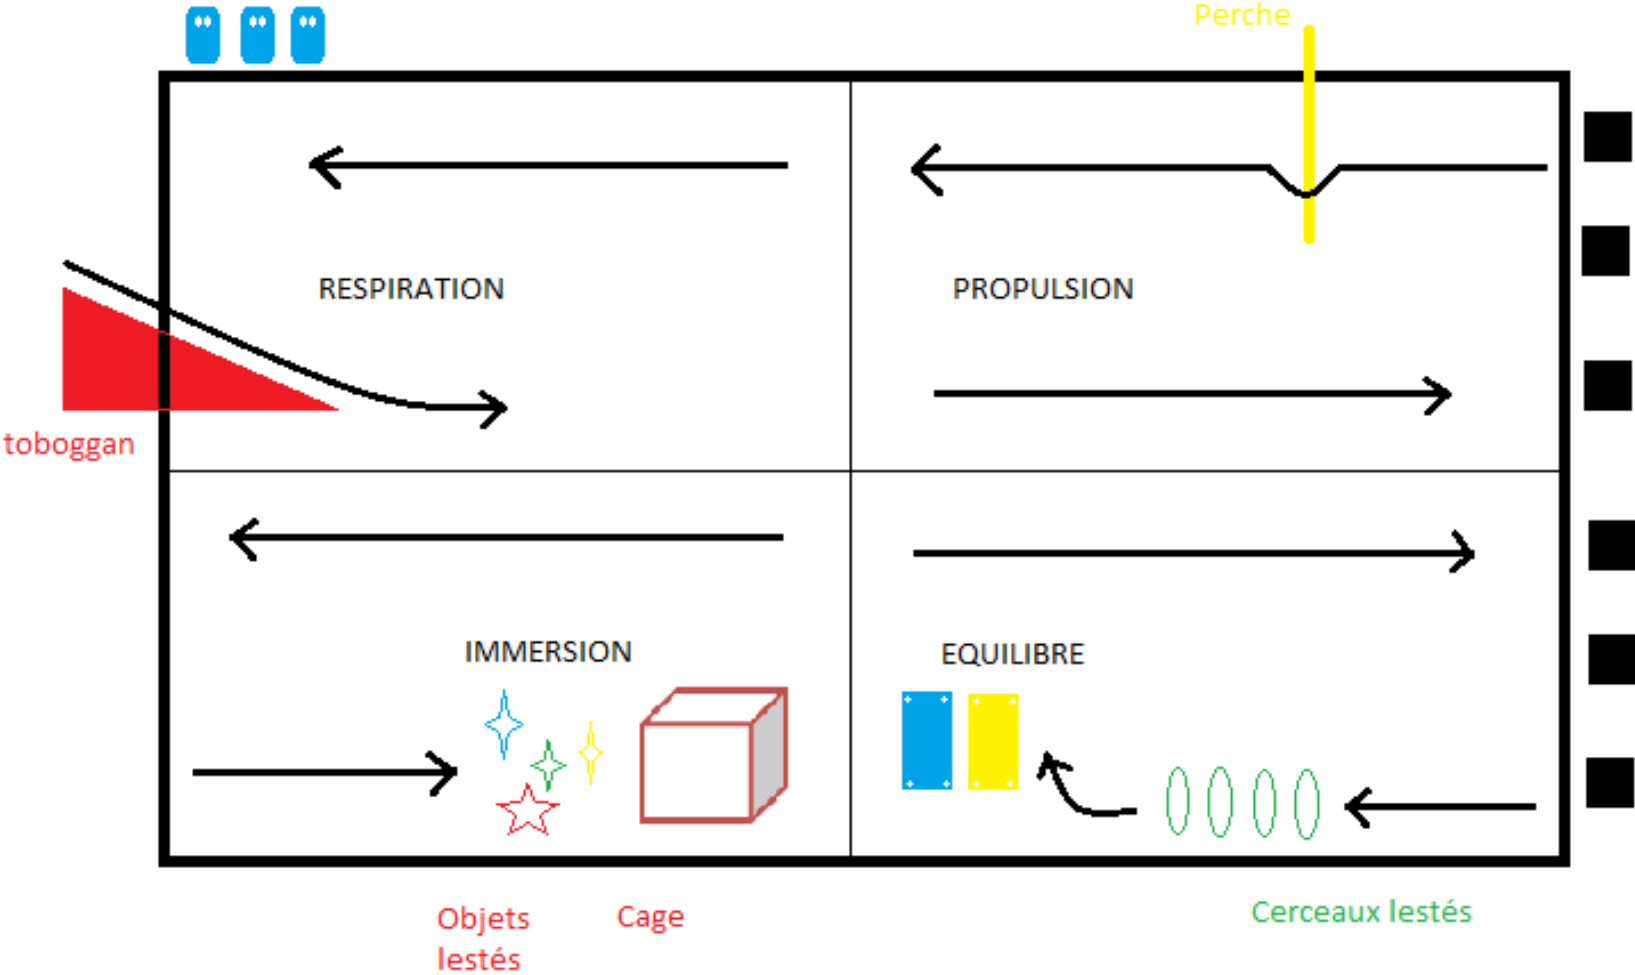 Perche
RESPIRATION
PROPULSION
toboggan
IMMERSION
EQUILIBRE
Objets
lestés
Cage
Cerceaux lestés